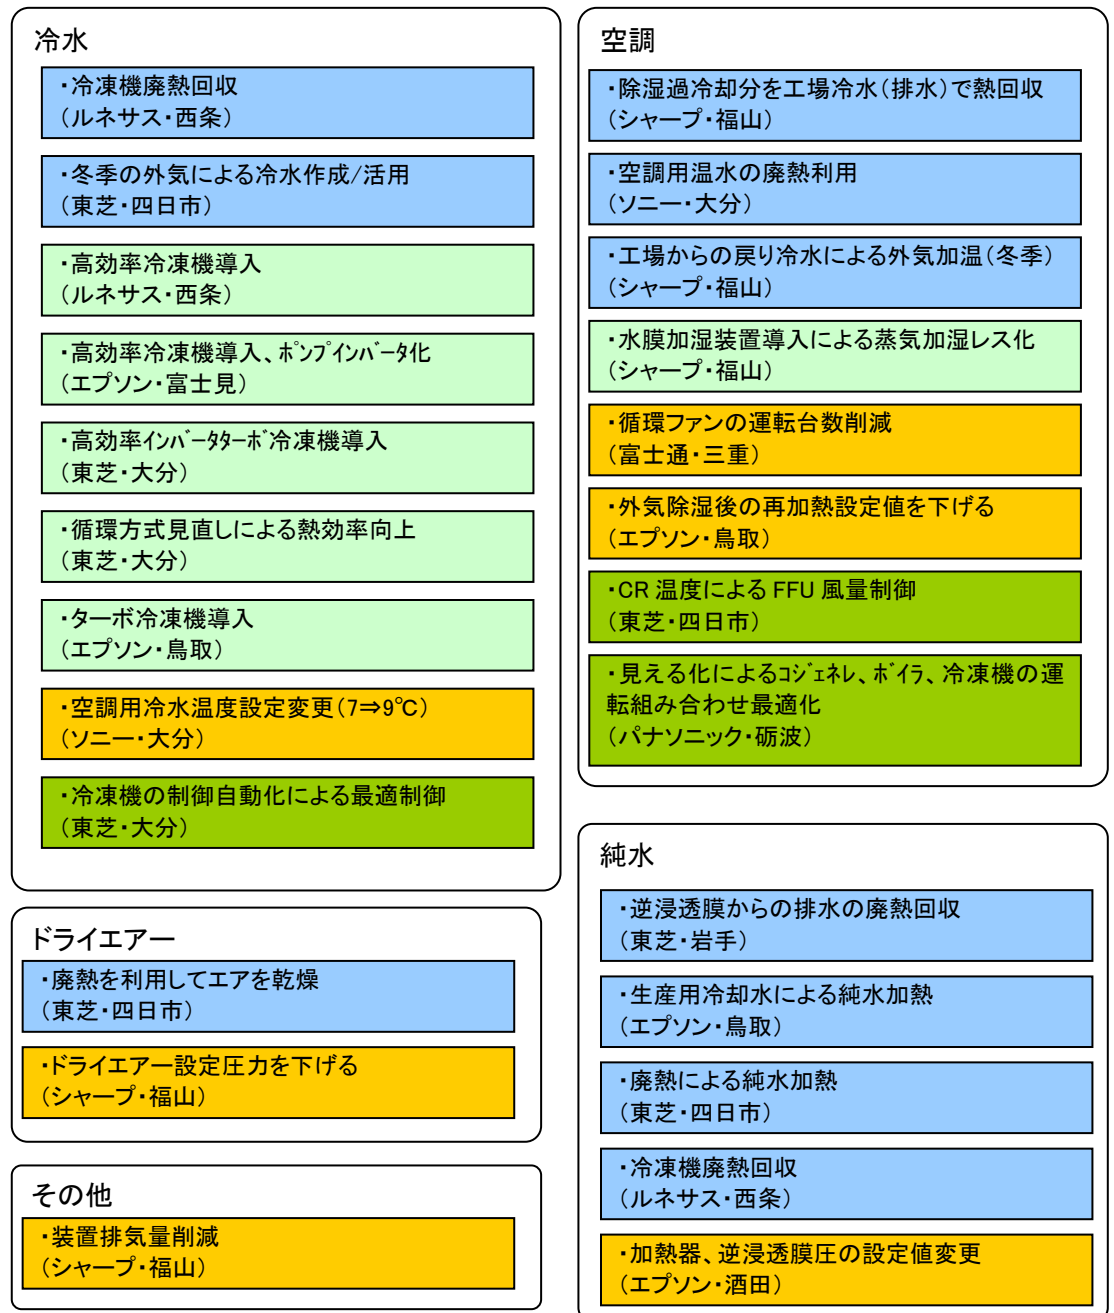 冷水
・冷凍機廃熱回収
（ルネサス・西条）
・冬季の外気による冷水作成/活用
（東芝・四日市）
・高効率冷凍機導入
（ルネサス・西条）
・高効率冷凍機導入、ﾎﾟﾝﾌﾟｲﾝﾊﾞｰﾀ化
（エプソン・富士見）
・高効率ｲﾝﾊﾞｰﾀﾀｰﾎﾞ冷凍機導入
（東芝・大分）
・循環方式見直しによる熱効率向上
（東芝・大分）
・ターボ冷凍機導入
（エプソン・鳥取）
・空調用冷水温度設定変更（7⇒9℃）
（ソニー・大分）
・冷凍機の制御自動化による最適制御
（東芝・大分）
ドライエアー
・廃熱を利用してエアを乾燥
（東芝・四日市）
・ドライエアー設定圧力を下げる
（シャープ・福山）
その他
・装置排気量削減
（シャープ・福山）
空調
・除湿過冷却分を工場冷水（排水）で熱回収
（シャープ・福山）
・空調用温水の廃熱利用
（ソニー・大分）
・工場からの戻り冷水による外気加温（冬季）
（シャープ・福山）
・水膜加湿装置導入による蒸気加湿レス化
（シャープ・福山）
・循環ファンの運転台数削減
（富士通・三重）
・外気除湿後の再加熱設定値を下げる
（エプソン・鳥取）
・CR 温度による FFU 風量制御
（東芝・四日市）
・見える化によるｺｼﾞｪﾈﾚ、ﾎﾞｲﾗ、冷凍機の運
転組み合わせ最適化
（パナソニック・砺波）
純水
・逆浸透膜からの排水の廃熱回収
（東芝・岩手）
・生産用冷却水による純水加熱
（エプソン・鳥取）
・廃熱による純水加熱
（東芝・四日市）
・冷凍機廃熱回収
（ルネサス・西条）
・加熱器、逆浸透膜圧の設定値変更
（エプソン・酒田）